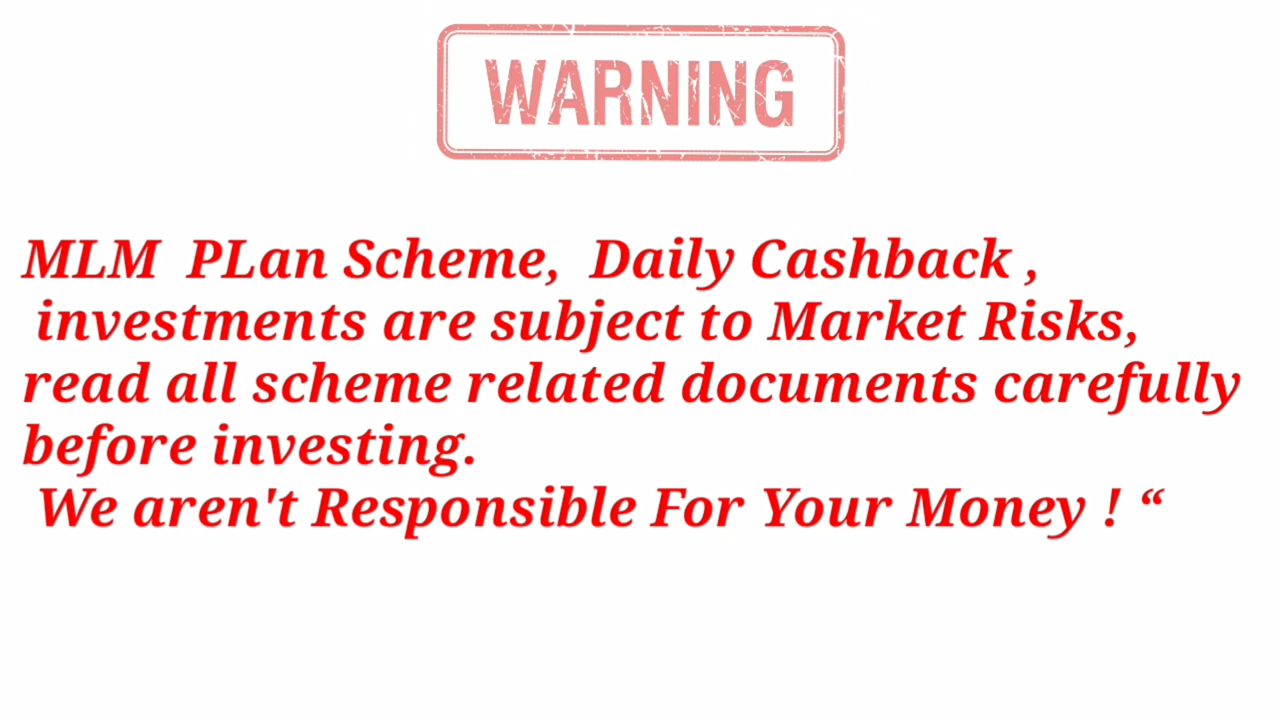 WARNING
MLM PLan Scheme, Daily Cashback ,
investments are subject to Market Risks,
read all scheme related documents carefully
before investing.
We aren't Responsible For Your Money ! “